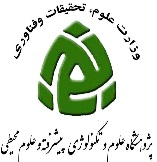 وزارت علوم، تحقیقات و فناوری
پژوهشگاه علوم و تکنولوژی پیشرفته و علوم محیطی